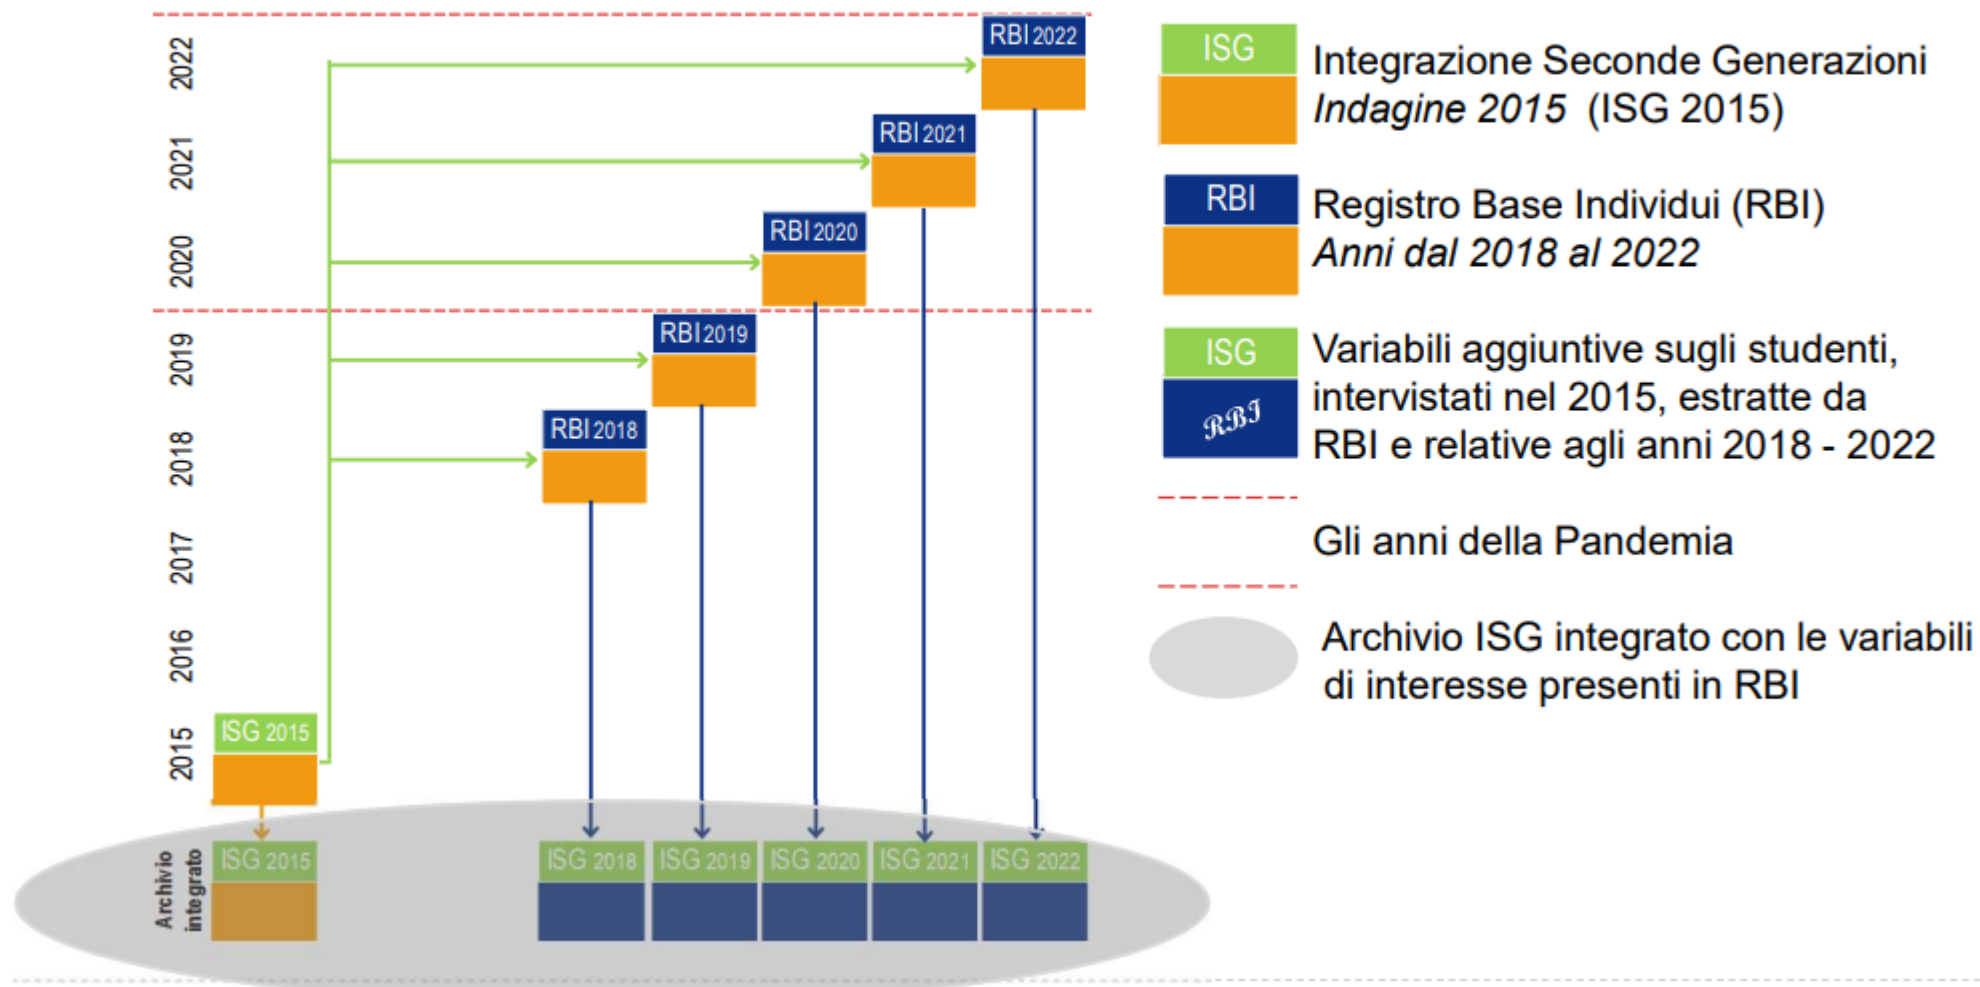 2022
RBI 2022
2021
RBI 2021
2020
RBI 2020
2019
RBI 2019
2018
RBI 2018
2017
2016
2015
ISG 2015
Archivo
integrato
ISG 2015
ISG 2018
ISG 2019
ISG 2020
ISG 2021
ISG 2022
ISG
Integrazione Seconde Generazioni
Indagine 2015 (ISG 2015)
RBI
Registro Base Individui (RBI)
Anni dal 2018 al 2022
ISG
RBI
Variabili aggiuntive sugli studenti,
intervistati nel 2015, estratte da
RBI e relative agli anni 2018 - 2022
Gli anni della Pandemia
Archivio ISG integrato con le variabili
di interesse presenti in RBI